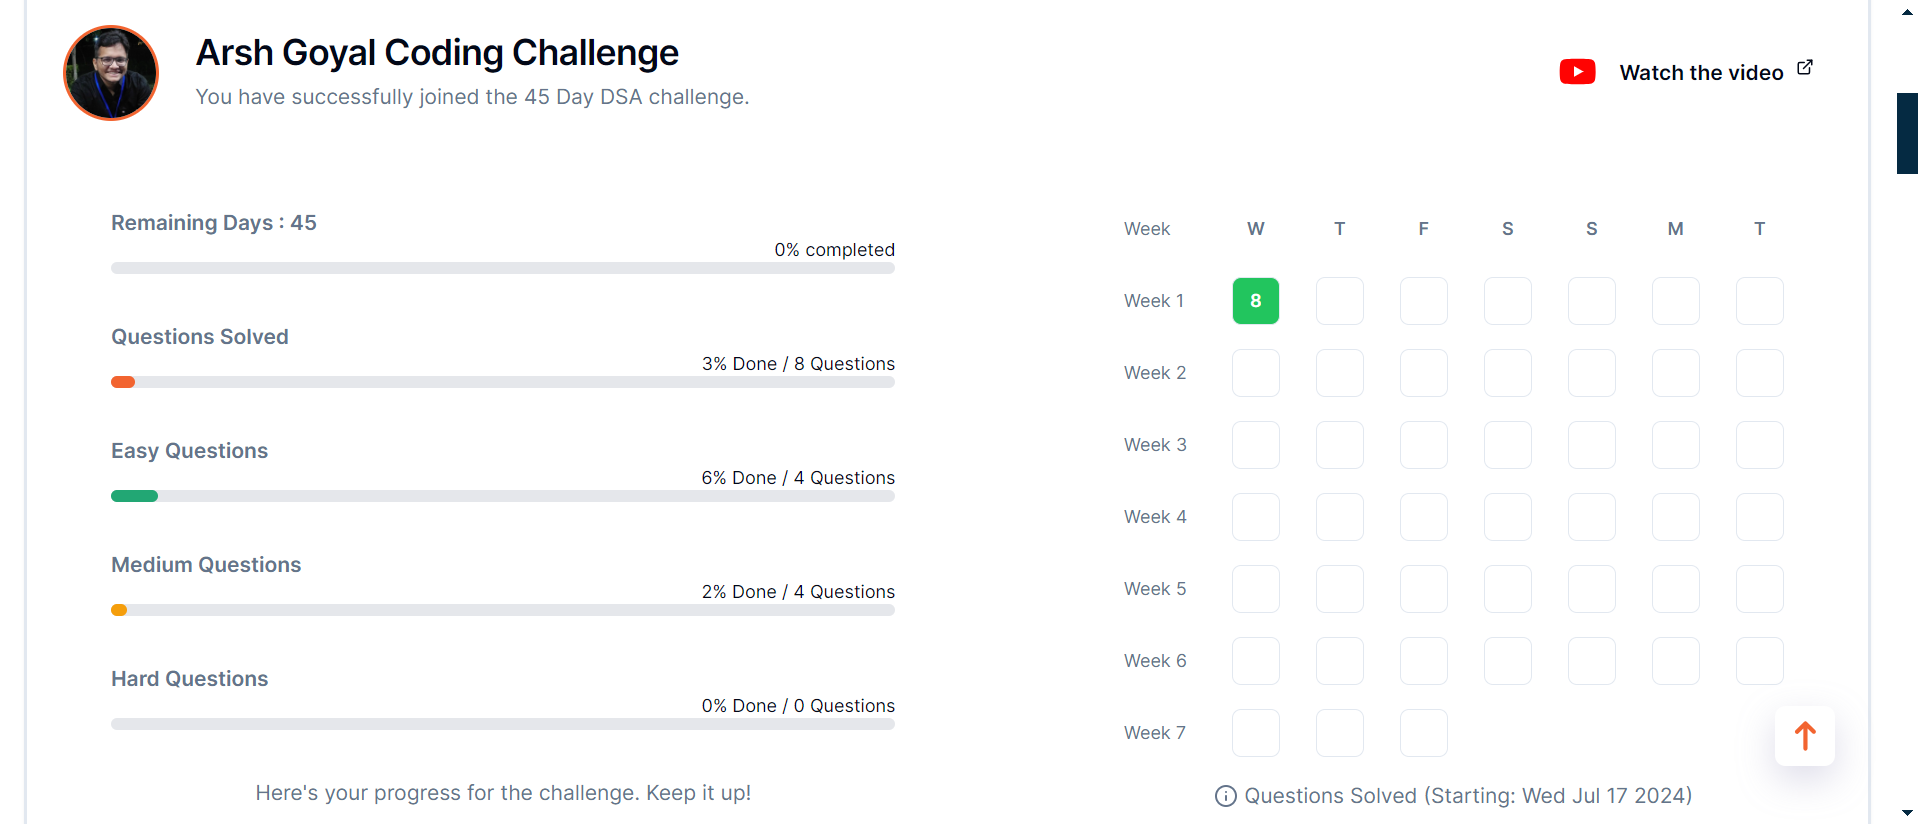 Arsh Goyal Coding Challenge
You have successfully joined the 45 Day DSA challenge.
Watch the video
Remaining Days : 45
0% completed
Questions Solved
3% Done / 8 Questions
Easy Questions
6% Done / 4 Questions
Medium Questions
2% Done / 4 Questions
Hard Questions
0% Done / 0 Questions
Here's your progress for the challenge. Keep it up!
Week W T F S S M T
Week 1 8
Week 2
Week 3
Week 4
Week 5
Week 6
Week 7
Questions Solved (Starting: Wed Jul 17 2024)